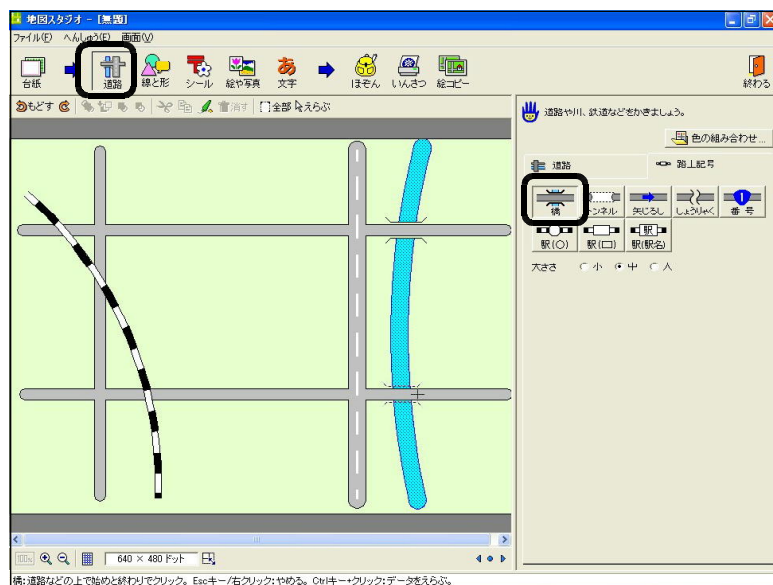 地図スタジオ - [無題]
ファイル(F) へんしゅう(E) 画面(V)
台紙 道路 線と形 シール 絵や写真 文字 ほぞん いんさつ 絵コピー 終わる
あ
もどす 消す 全部 えらぶ
道路や川、鉄道などをかきましょう。
色の組み合わせ...
道路 路上記号
橋 トンネル 矢じるし しょうりゃく 番号
1
駅
駅(○) 駅(□) 駅(駅名)
大きさ 小 中 大
100% 640 × 480 ドット
橋:道路などの上で始めと終わりでクリック。Escキー/右クリック:やめる。Ctrlキー+クリック:データをえらぶ。